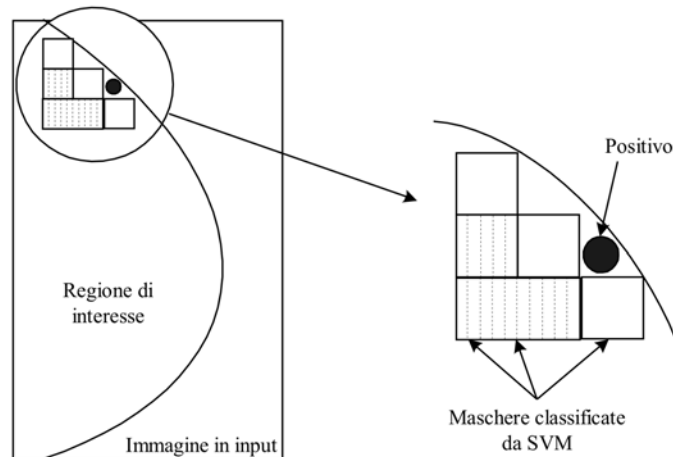 Positivo
Regione di
interesse
Maschere classificate
da SVM
Immagine in input